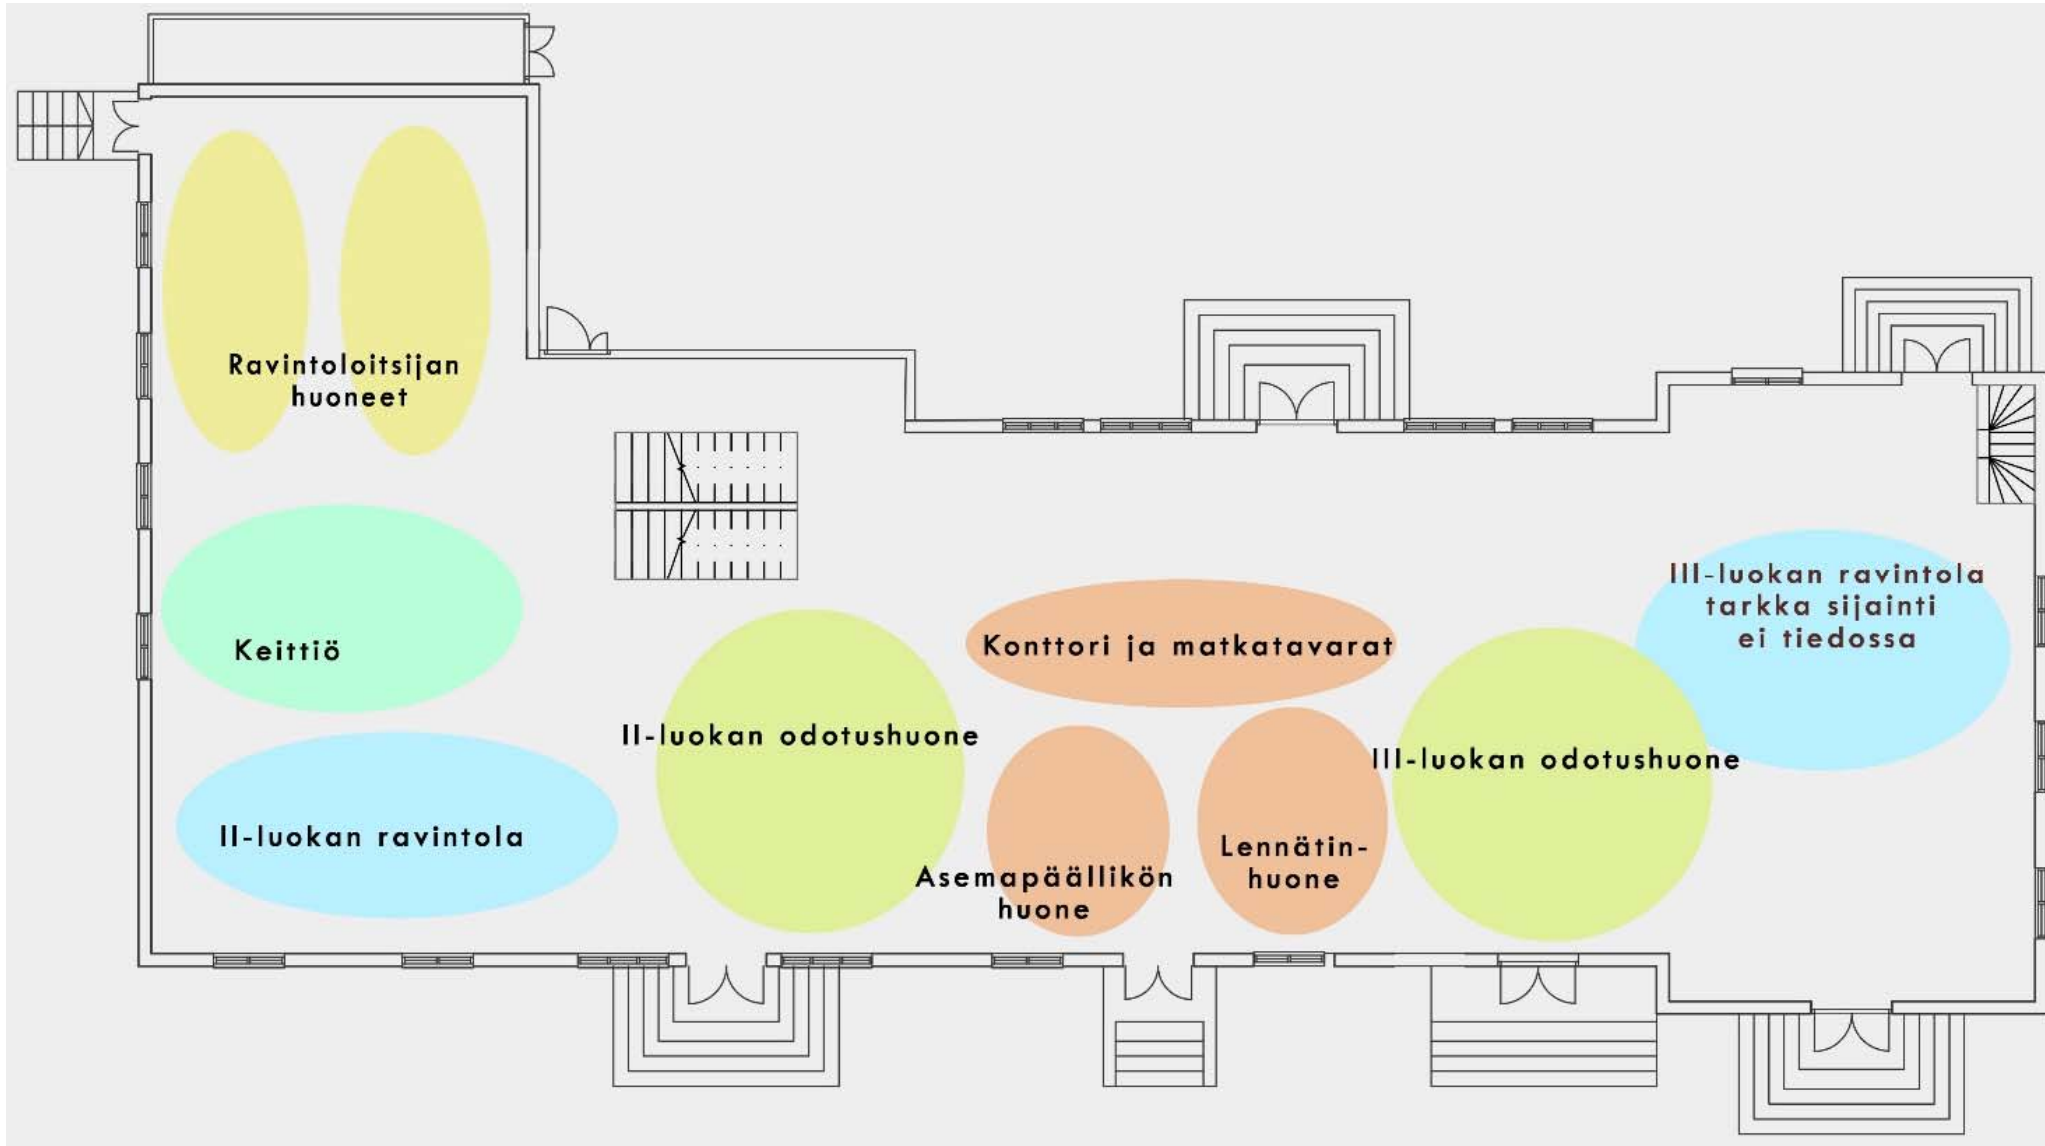 Ravintoloitsijan
huoneet
Keittiö
II-luokan ravintola
II-luokan odotushuone
Konttori ja matkatavarat
Asemapäällikön
huone
Lennätin-
huone
III-luokan odotushuone
III-luokan ravintola
tarkka sijainti
ei tiedossa